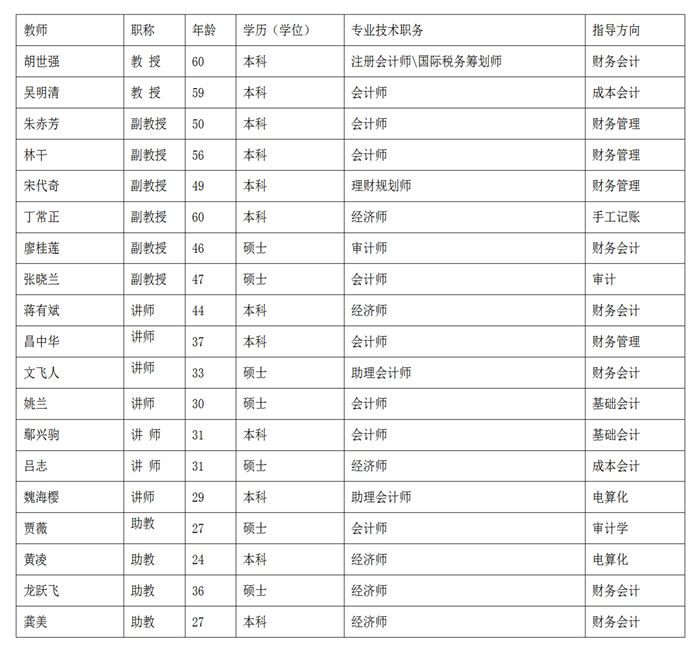 教师 职称 年龄 学历（学位） 专业技术职务 指导方向
胡世强 教 授 60 本科 注册会计师\国际税务筹划师 财务会计
吴明清 教 授 59 本科 会计师 成本会计
朱赤芳 副教授 50 本科 会计师 财务管理
林干 副教授 56 本科 会计师 财务管理
宋代奇 副教授 49 本科 理财规划师 财务管理
丁常正 副教授 60 本科 经济师 手工记账
廖桂莲 副教授 46 硕士 审计师 财务会计
张晓兰 副教授 47 硕士 会计师 审计
蒋有斌 讲师 44 本科 经济师 财务会计
昌中华 讲师 37 本科 会计师 财务管理
文飞人 讲师 33 硕士 助理会计师 财务会计
姚兰 讲师 30 硕士 会计师 基础会计
鄢兴驹 讲 师 31 本科 会计师 基础会计
吕志 讲 师 31 硕士 经济师 成本会计
魏海樱 讲师 29 本科 助理会计师 电算化
贾薇 助教 27 硕士 会计师 审计学
黄凌 助教 24 本科 经济师 电算化
龙跃飞 助教 36 硕士 经济师 财务会计
龚美 助教 27 本科 经济师 财务会计